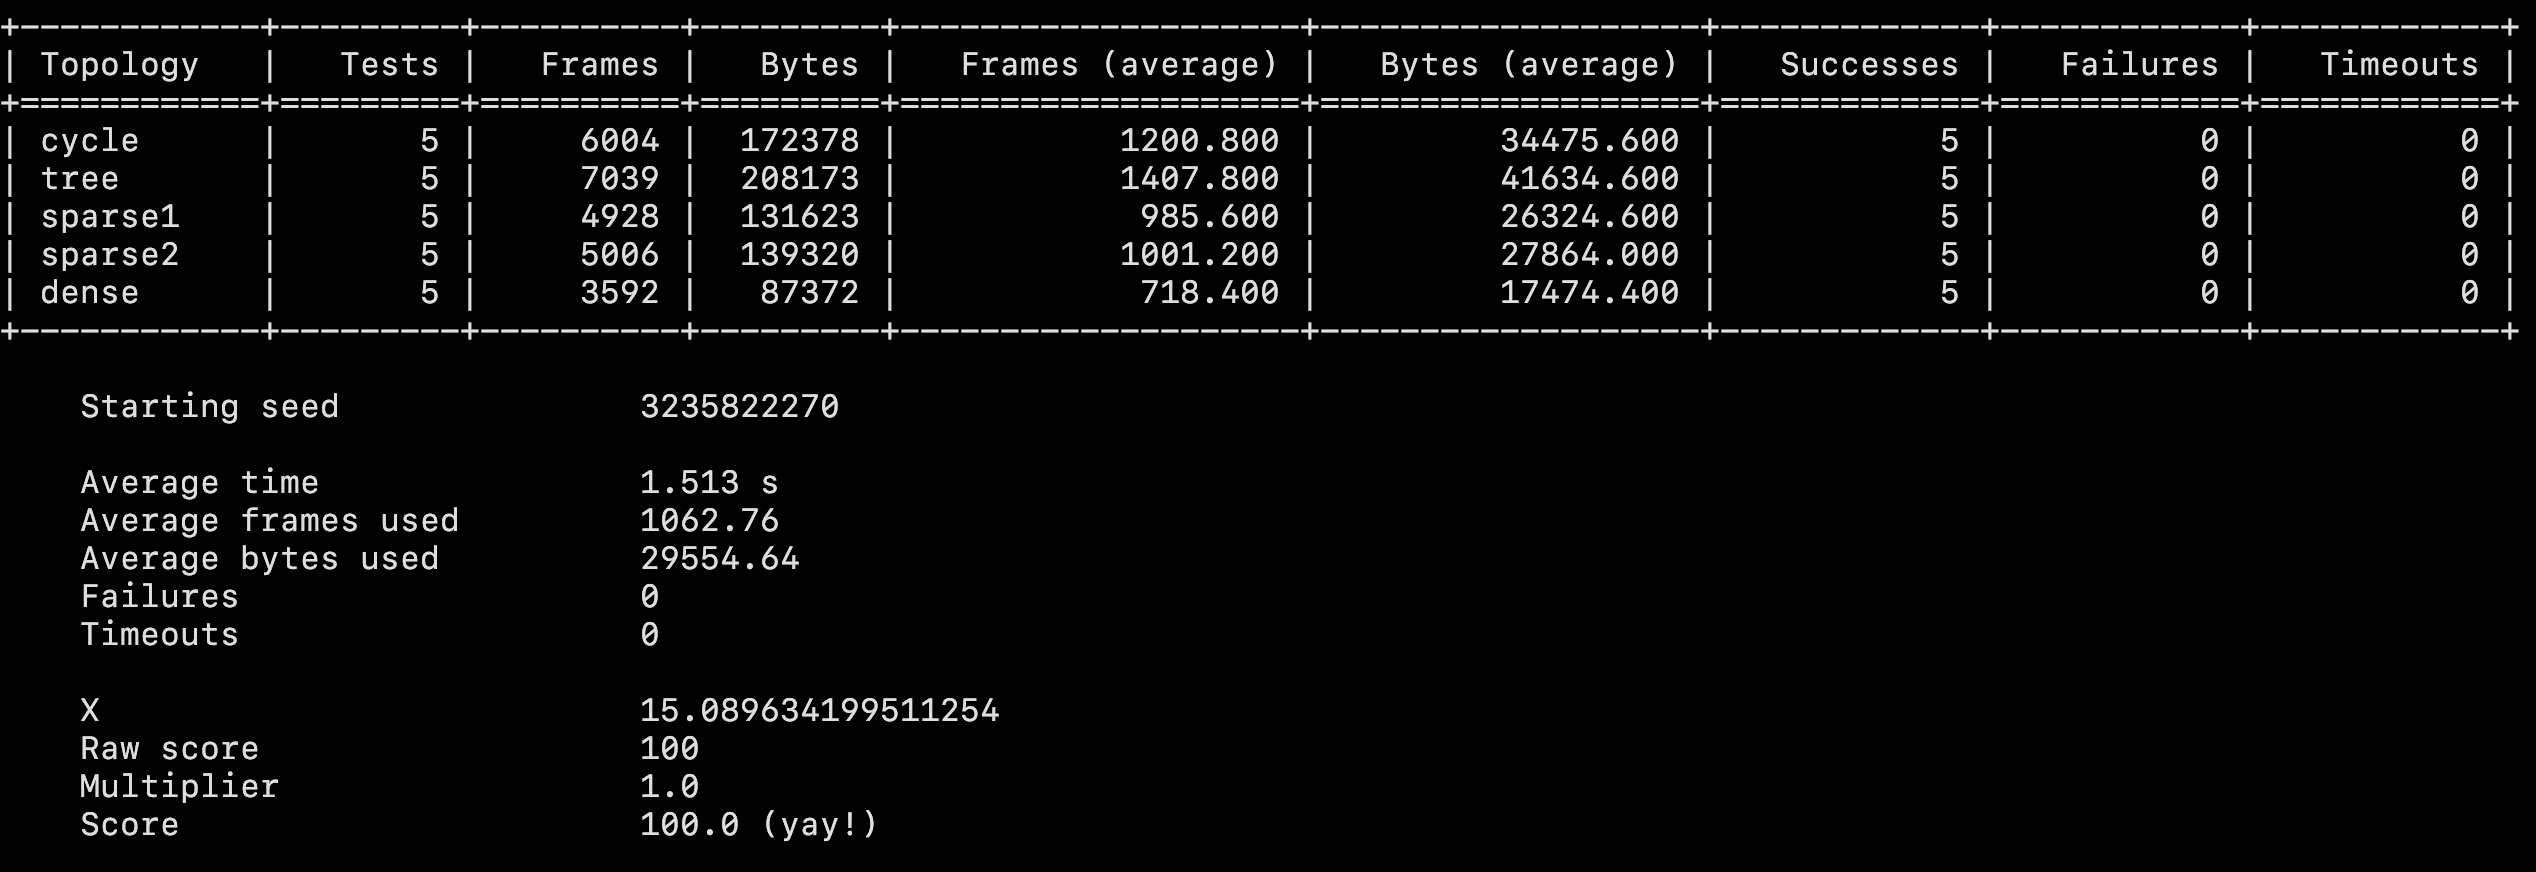 +------------+---------+----------+---------+--------------------+-------------------+-------------+------------+------------+
| Topology   |   Tests |   Frames |   Bytes |   Frames (average) |   Bytes (average) |   Successes |   Failures |   Timeouts |
+============+=========+==========+=========+====================+===================+=============+============+============+
| cycle      |       5 |     6004 |  172378 |           1200.800 |         34475.600 |           5 |          0 |          0 |
| tree       |       5 |     7039 |  208173 |           1407.800 |         41634.600 |           5 |          0 |          0 |
| sparse1    |       5 |     4928 |  131623 |            985.600 |         26324.600 |           5 |          0 |          0 |
| sparse2    |       5 |     5006 |  139320 |           1001.200 |         27864.000 |           5 |          0 |          0 |
| dense      |       5 |     3592 |   87372 |            718.400 |         17474.400 |           5 |          0 |          0 |
+------------+---------+----------+---------+--------------------+-------------------+-------------+------------+------------+
Starting seed               3235822270
Average time                1.513 s
Average frames used         1062.76
Average bytes used          29554.64
Failures                    0
Timeouts                    0
X                           15.089634199511254
Raw score                   100
Multiplier                  1.0
Score                       100.0 (yay!)